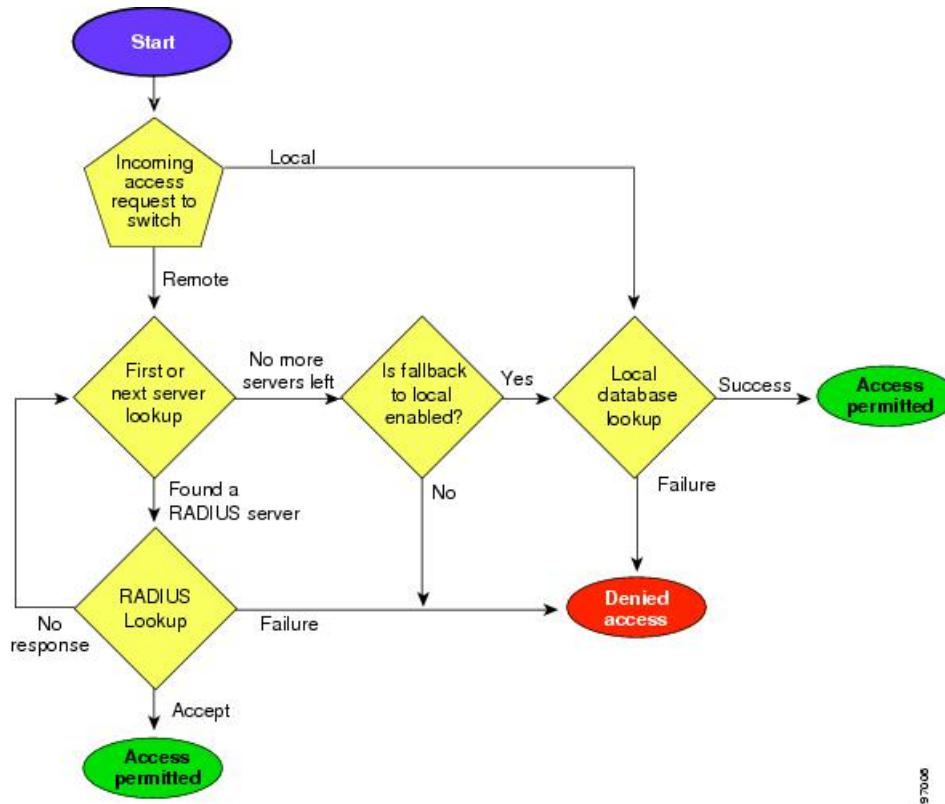 Start
Incoming
access
request to
switch
Local
Remote
First or
next server
lookup
No more
servers left
Is fallback
to local
enabled?
Yes
Local
database
lookup
Success
Access
permitted
Found a
RADIUS server
No
Failure
RADIUS
Lookup
No
response
Failure
Denied
access
Accept
Access
permitted
97006